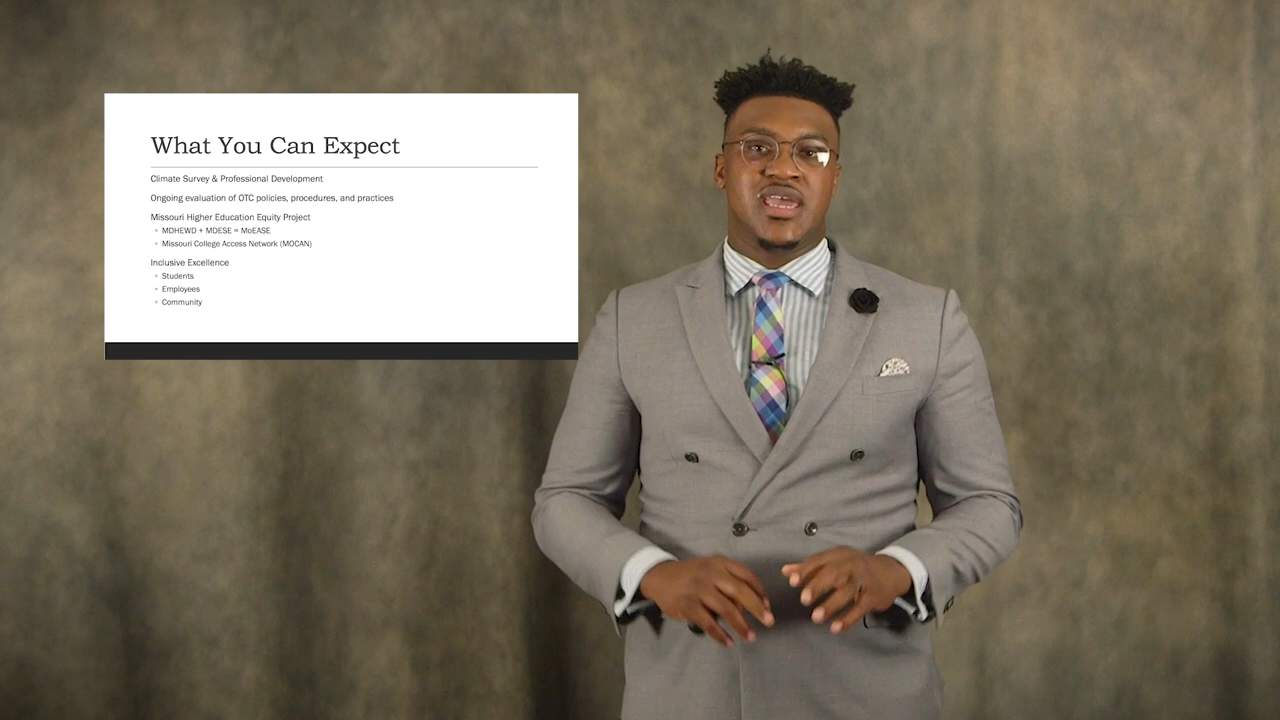 What You Can Expect
Climate Survey & Professional Development
Ongoing evaluation of OTC policies, procedures, and practices
Missouri Higher Education Equity Project
MDHEWD + MDESE = MoEASE
Missouri College Access Network (MOCAN)
Inclusive Excellence
Students
Employees
Community